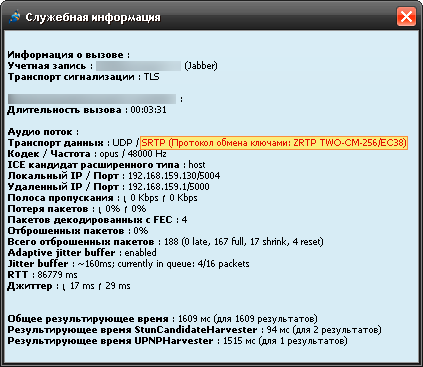 Служебная информация
Информация о вызове :
Учетная запись : (Jabber)
Транспорт сигнализации : TLS
:
Длительность вызова : 00:03:31
Аудио поток :
Транспорт данных : UDP / SRTP (Протокол обмена ключами: ZRTP TWO-CM-256/EC38)
Кодек / Частота : opus / 48000 Hz
ICE кандидат расширенного типа : host
Локальный IP / Порт : 192.168.159.130/5004
Удаленный IP / Порт : 192.168.159.1/5000
Полоса пропускания : ↓ 0 Kbps ↑ 0 Kbps
Потеря пакетов : ↓ 0% ↑ 0%
Пакетов декодированных с FEC : 4
Отброшенных пакетов : 0%
Всего отброшенных пакетов : 188 (0 late, 167 full, 17 shrink, 4 reset)
Adaptive jitter buffer : enabled
Jitter buffer : ~160ms; currently in queue: 4/16 packets
RTT : 86779 ms
Джиттер : ↓ 17 ms ↑ 29 ms
Общее результирующее время : 1609 мс (для 1609 результатов)
Результирующее время StunCandidateHarvester : 94 мс (для 2 результатов)
Результирующее время UPNPHarvester : 1515 мс (для 1 результатов)